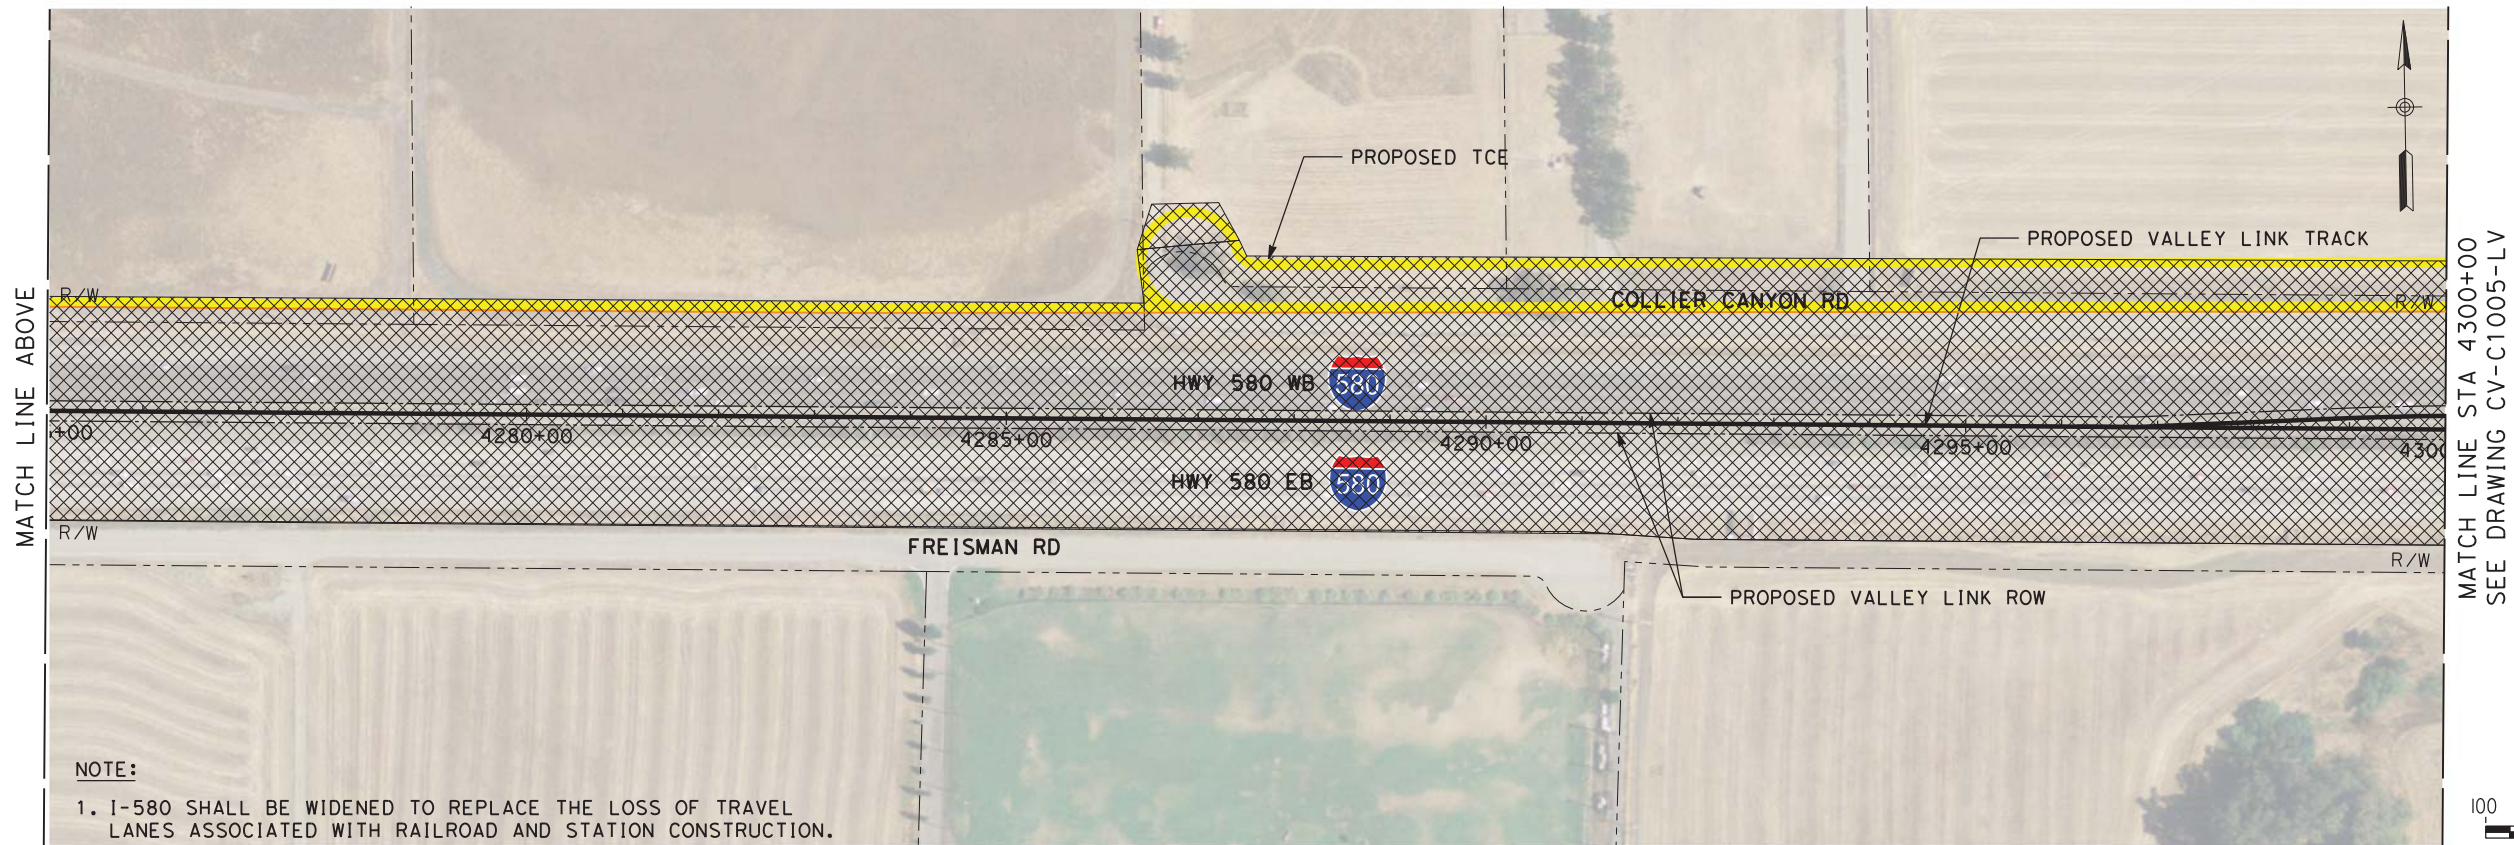 PROPOSED TCE
PROPOSED VALLEY LINK TRACK
R/W
COLLIER CANYON RD
R/W
MATCH LINE ABOVE
HWY 580 WB
580
+00
4280+00
4285+00
4290+00
4295+00
430
HWY 580 EB
580
R/W
FREISMAN RD
R/W
PROPOSED VALLEY LINK ROW
MATCH LINE STA 4300+00
SEE DRAWING CV-C1005-LV
NOTE:
1. I-580 SHALL BE WIDENED TO REPLACE THE LOSS OF TRAVEL
LANES ASSOCIATED WITH RAILROAD AND STATION CONSTRUCTION.
100